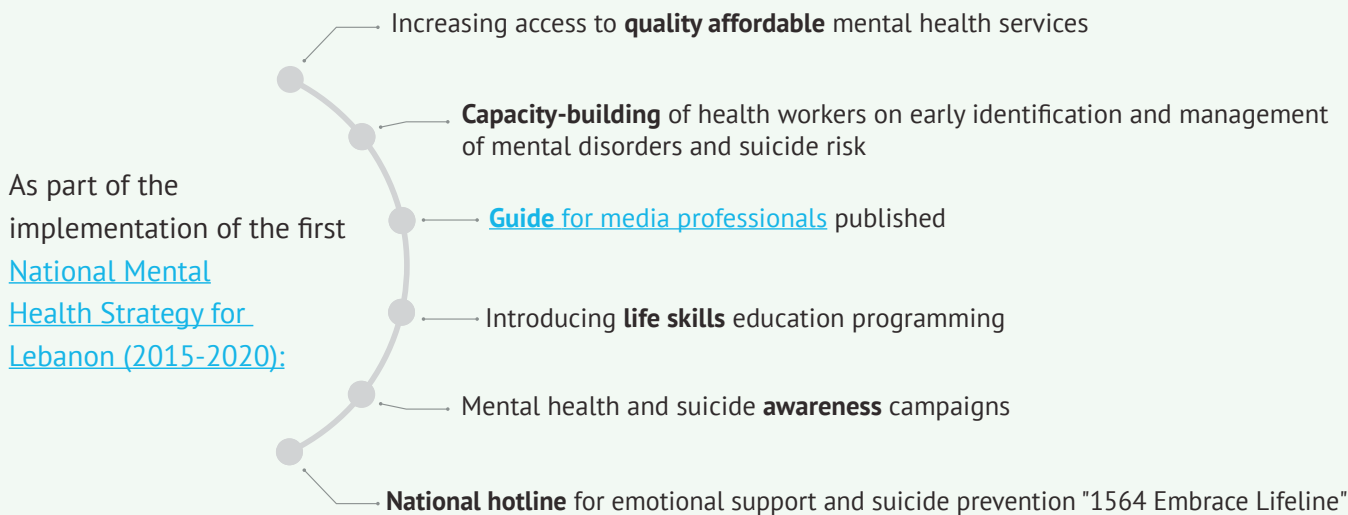 As part of the
implementation of the first
National Mental
Health Strategy for
Lebanon (2015-2020):
Increasing access to quality affordable mental health services
Capacity-building of health workers on early identification and management
of mental disorders and suicide risk
Guide for media professionals published
Introducing life skills education programming
Mental health and suicide awareness campaigns
National hotline for emotional support and suicide prevention "1564 Embrace Lifeline"